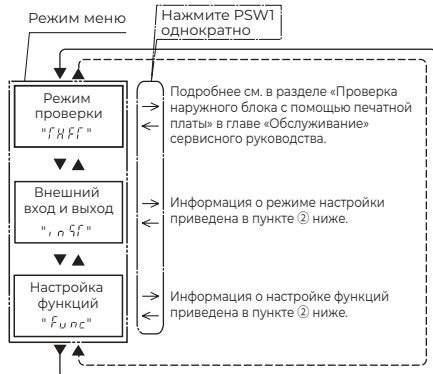 Режим меню
Нажмите PSW1
однократно
Режим
проверки
Подробнее см. в разделе «Проверка
наружного блока с помощью печатной
платы» в главе «Обслуживание»
сервисного руководства.
Внешний
вход и выход
Информация о режиме настройки
приведена в пункте ② ниже.
Настройка
функций
"Func"
Информация о настройке функций
приведена в пункте ② ниже.